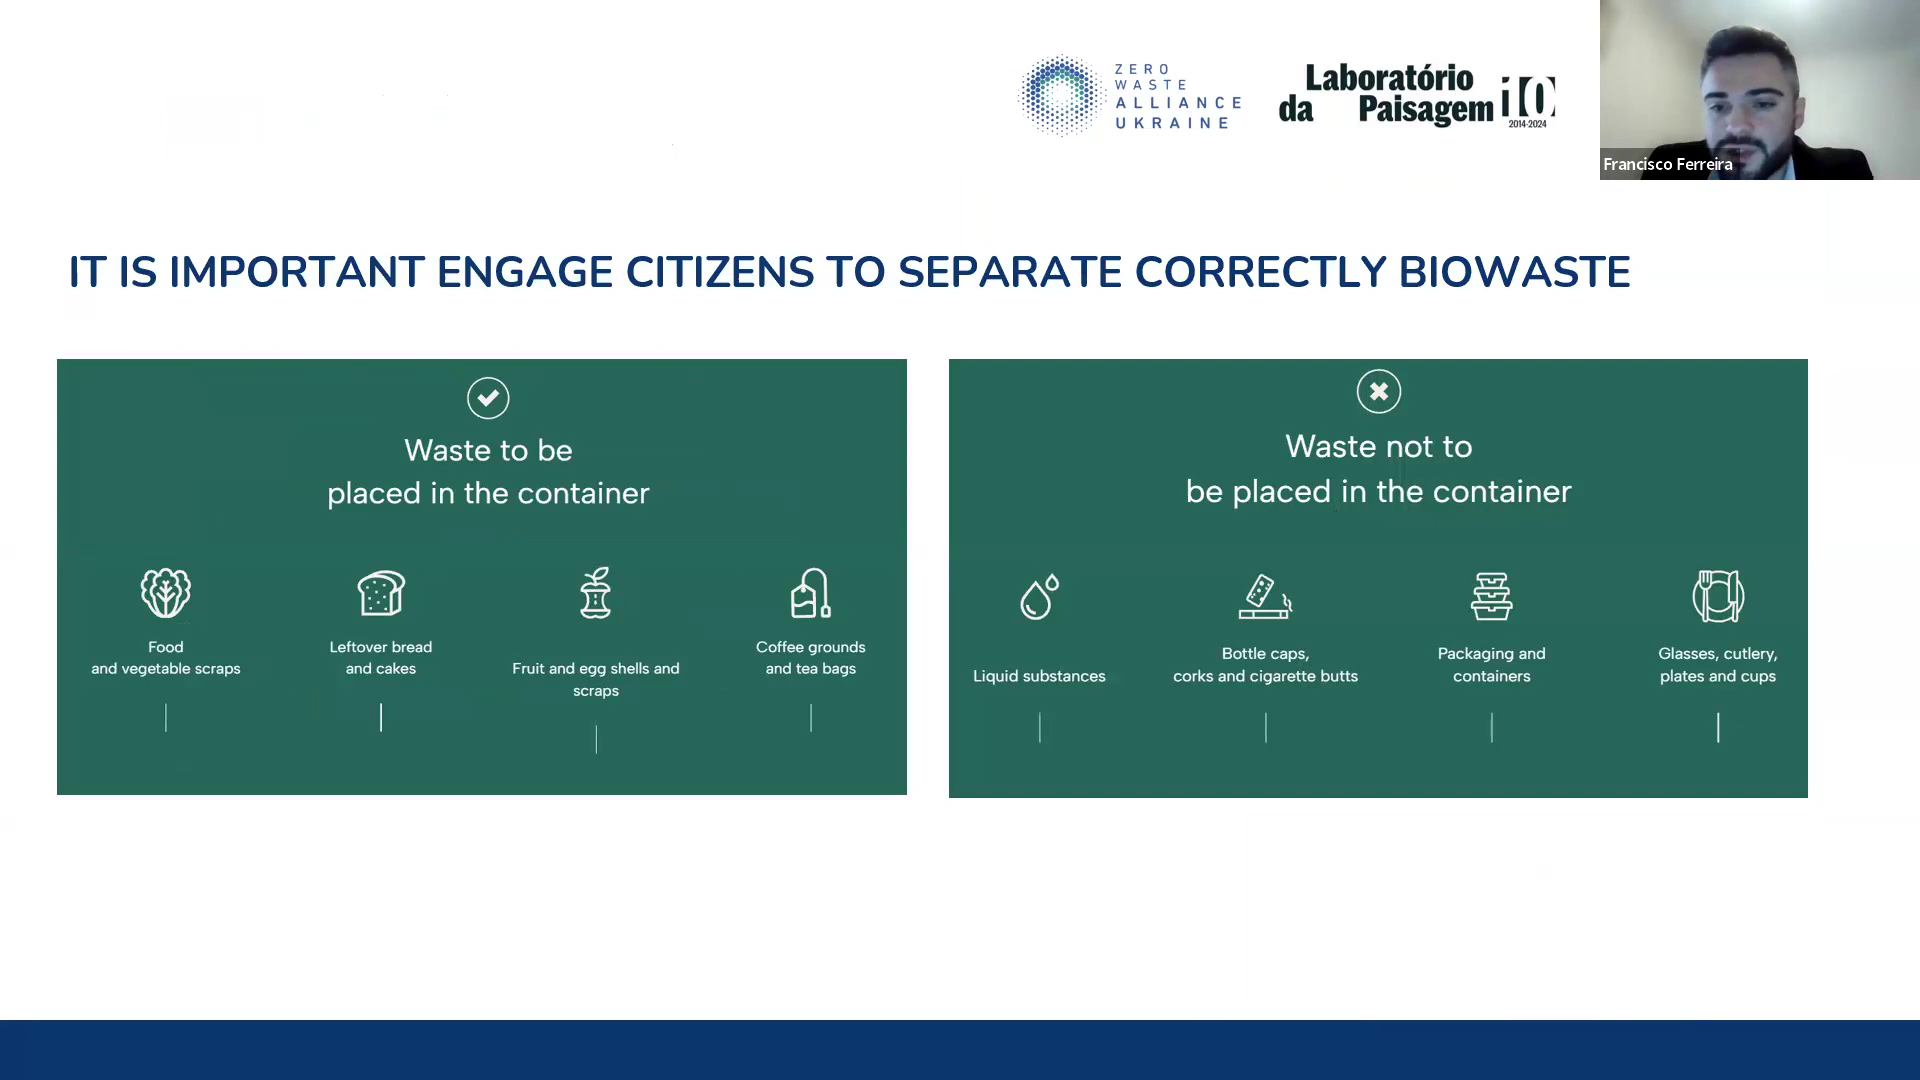 ZERO
WASTE
ALLIANCE
UKRAINE
Laboratório
da Paisagem
2014-2024
Francisco Ferreira
IT IS IMPORTANT ENGAGE CITIZENS TO SEPARATE CORRECTLY BIOWASTE
Waste to be
placed in the container
Food
and vegetable scraps
Leftover bread
and cakes
Fruit and egg shells and
scraps
Coffee grounds
and tea bags
Waste not to
be placed in the container
Liquid substances
Bottle caps,
corks and cigarette butts
Packaging and
containers
Glasses, cutlery,
plates and cups